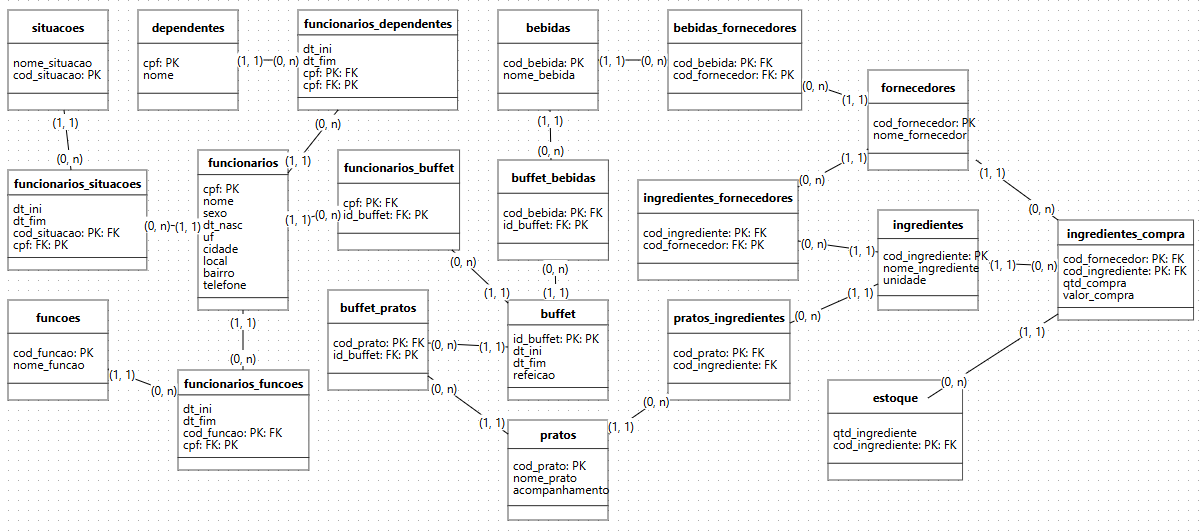 situacoes
nome_situacao
cod_situacao: PK
dependentes
cpf: PK
nome
(1, 1)
(0, n)
funcionarios_dependentes
dt_ini
dt_fim
cpf: PK: FK
cpf: FK: PK
bebidas
cod_bebida: PK
nome_bebida
(1, 1)
(0, n)
bebidas_fornecedores
cod_bebida: PK: FK
cod_fornecedor: FK: PK
(0, n)
(1, 1)
fornecedores
cod_fornecedor: PK
nome_fornecedor
(1, 1)
(0, n)
(0, n)
(1, 1)
(1, 1)
(0, n)
funcionarios_situacoes
dt_ini
dt_fim
cod_situacao: PK: FK
cpf: FK: PK
(0, n)
(1, 1)
funcionarios
cpf: PK
nome
sexo
dt_nasc
uf
cidade
local
bairro
telefone
(1, 1)
(0, n)
funcionarios_buffet
cpf: PK: FK
id_buffet: FK: PK
(0, n)
(1, 1)
buffet_bebidas
cod_bebida: PK: FK
id_buffet: FK: PK
(0, n)
(1, 1)
(1, 1)
(0, n)
ingredientes_fornecedores
cod_ingrediente: PK: FK
cod_fornecedor: FK: PK
(0, n)
(1, 1)
ingredientes
cod_ingrediente: PK
nome_ingrediente
unidade
(1, 1)
(0, n)
(1, 1)
(0, n)
ingredientes_compra
cod_fornecedor: PK: FK
cod_ingrediente: PK: FK
qtd_compra
valor_compra
(1, 1)
(0, n)
funcoes
cod_funcao: PK
nome_funcao
(1, 1)
(0, n)
(1, 1)
(0, n)
funcionarios_funcoes
dt_ini
dt_fim
cod_funcao: PK: FK
cpf: FK: PK
buffet_pratos
cod_prato: PK: FK
id_buffet: FK: PK
(0, n)
(1, 1)
(0, n)
(1, 1)
buffet
id_buffet: PK: PK
dt_ini
dt_fim
refeicao
pratos_ingredientes
cod_prato: PK: FK
cod_ingrediente: FK
(0, n)
(1, 1)
(0, n)
(1, 1)
pratos
cod_prato: PK
nome_prato
acompanhamento
estoque
qtd_ingrediente
cod_ingrediente: PK: FK